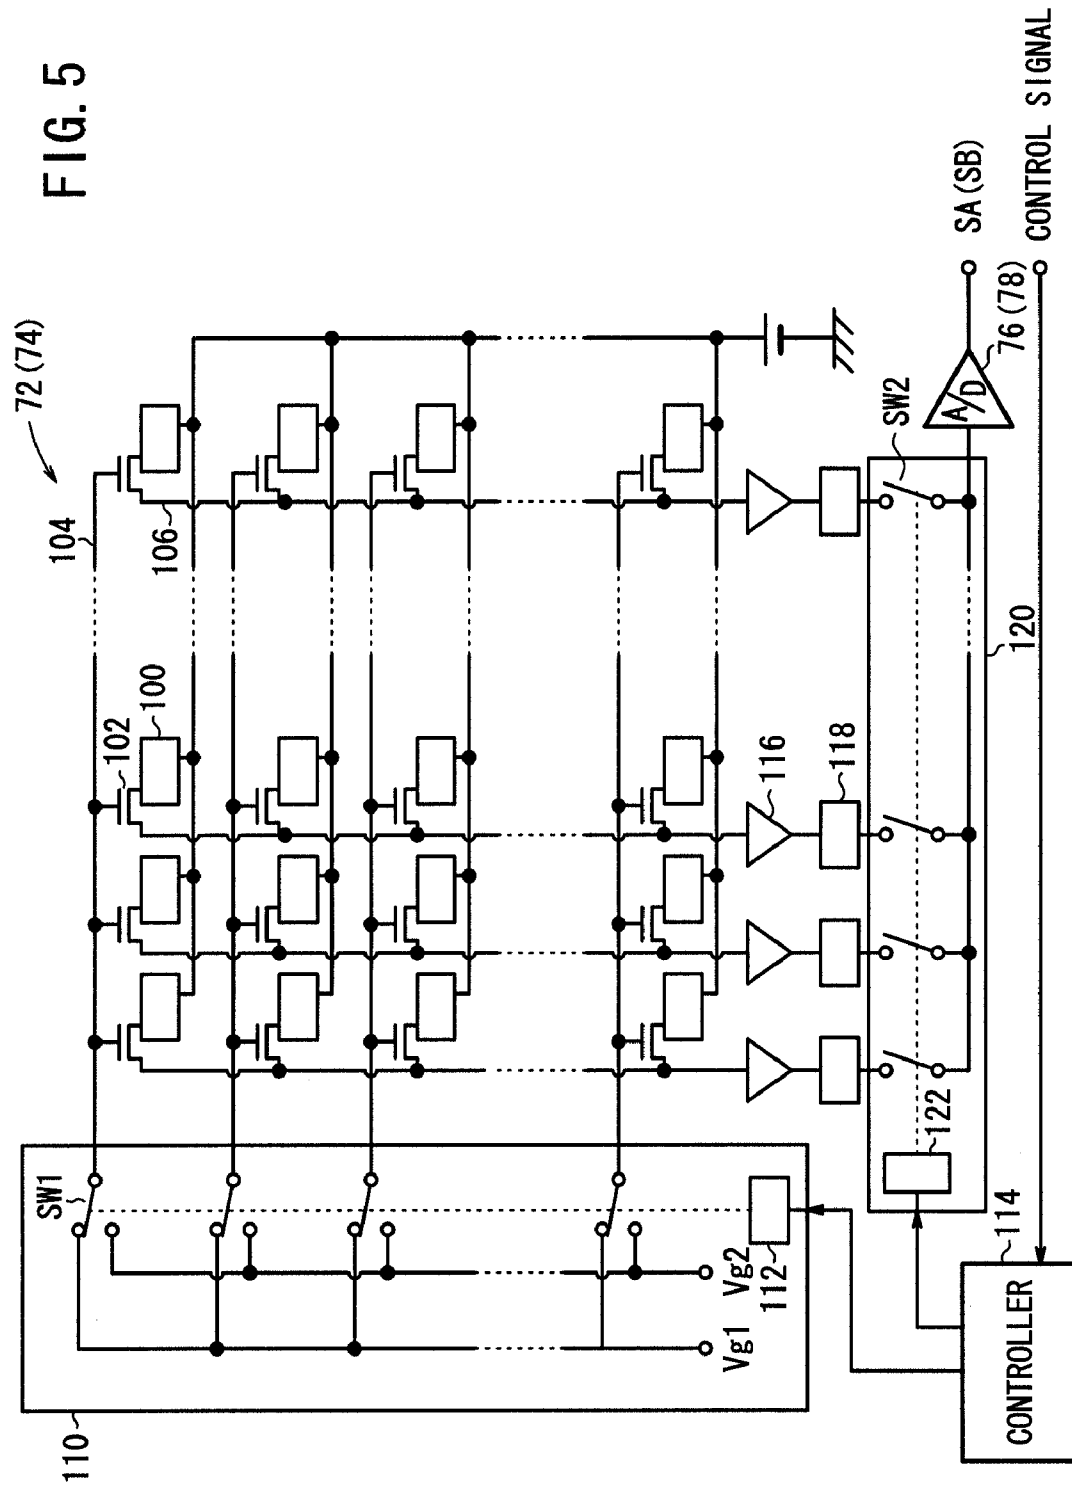 FIG. 5
72 (74)
104
106
102
100
116
118
SW1
SW2
SA (SB)
76 (78)
A/D
CONTROL SIGNAL
120
122
Vg1
Vg2
112
110
114
CONTROLLER